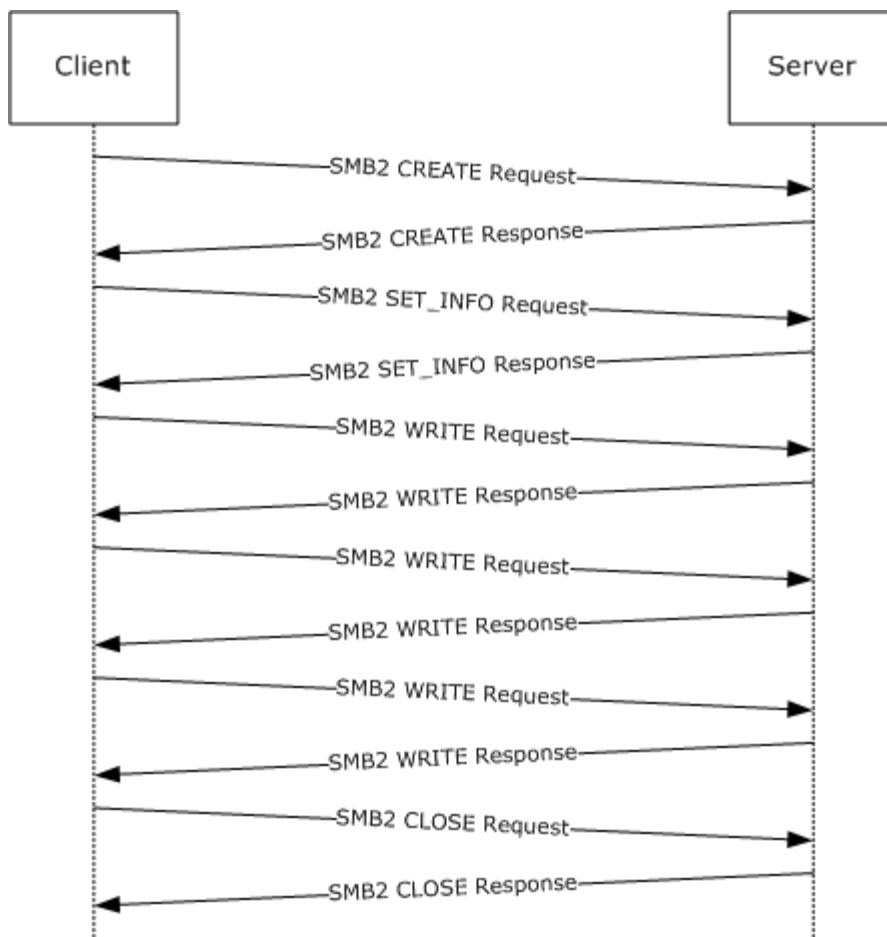 Client
Server
SMB2 CREATE Request
SMB2 CREATE Response
SMB2 SET_INFO Request
SMB2 SET_INFO Response
SMB2 WRITE Request
SMB2 WRITE Response
SMB2 WRITE Request
SMB2 WRITE Response
SMB2 WRITE Request
SMB2 WRITE Response
SMB2 CLOSE Request
SMB2 CLOSE Response